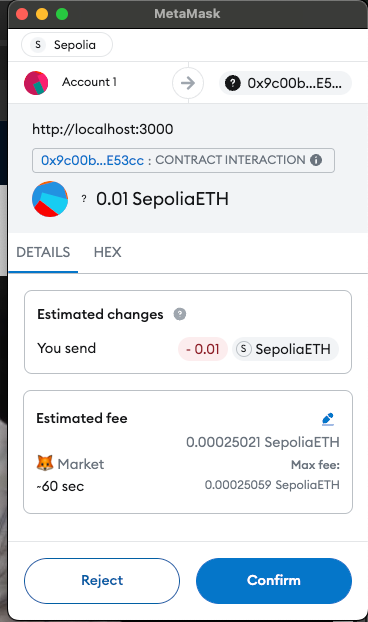 MetaMask
S Sepolia
Account 1
? 0x9c00b...E5...
http://localhost:3000
0x9c00b...E53cc : CONTRACT INTERACTION i
? 0.01 SepoliaETH
DETAILS HEX
Estimated changes ?
You send - 0.01 S SepoliaETH
Estimated fee
0.00025021 SepoliaETH
Market Max fee:
~60 sec 0.00025059 SepoliaETH
Reject Confirm